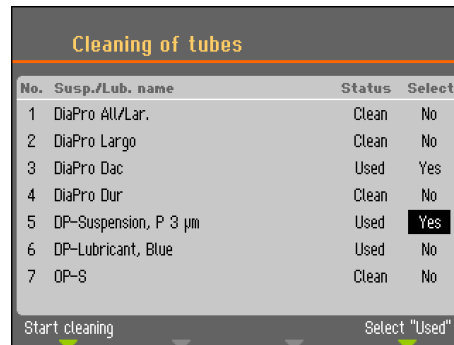 Cleaning of tubes
No. Susp./Lub. name Status Select
1 DiaPro All/Lar. Clean No
2 DiaPro Largo Clean No
3 DiaPro Dac Used Yes
4 DiaPro Dur Clean No
5 DP-Suspension, P 3 µm Used Yes
6 DP-Lubricant, Blue Used No
7 OP-S Clean No
Start cleaning Select "Used"